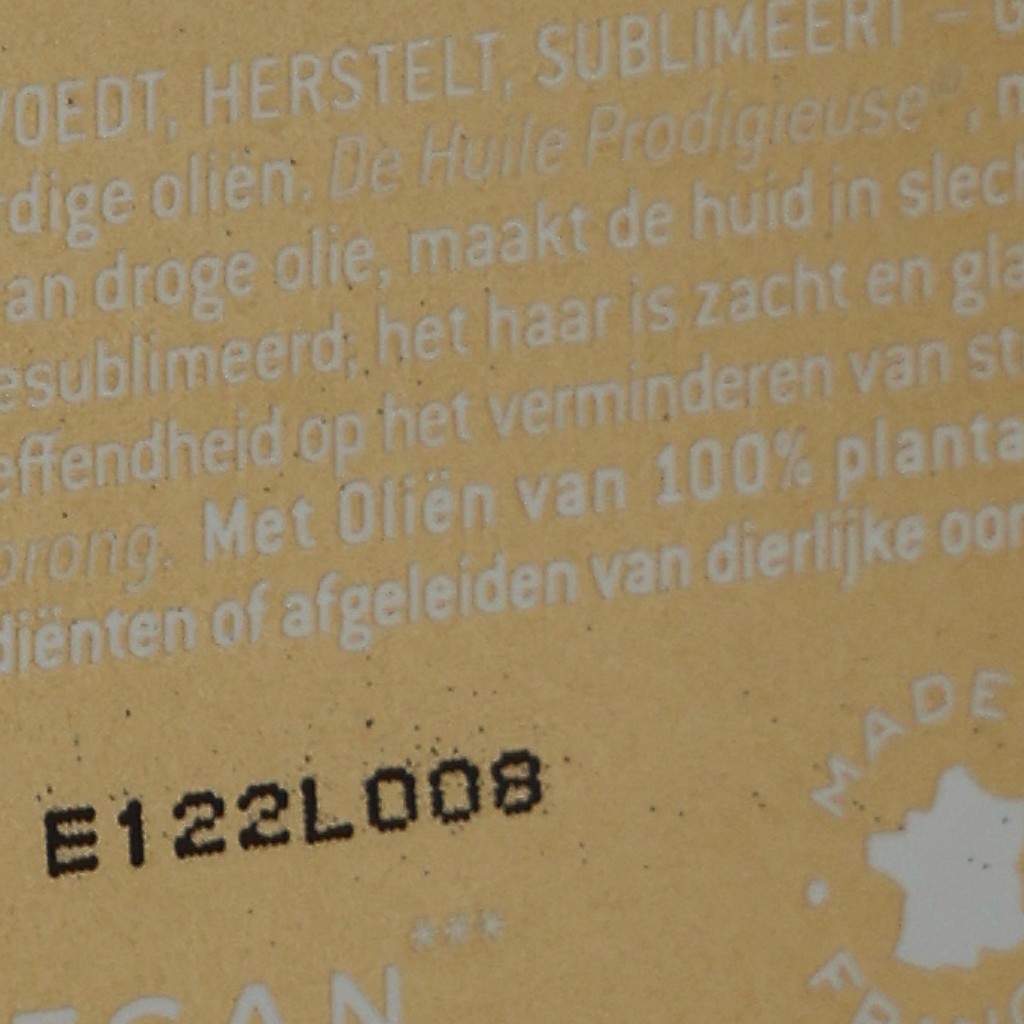 VOEDT, HERSTELT, SUBLIMEERT –
rdige oliën. De Huile Prodigieuse®,
an droge olie, maakt de huid in slech
esublimeerd; het haar is zacht en gla
effendheid op het verminderen van st
prong. Met Oliën van 100% planta
diënten of afgeleiden van dierlijke oor
MADE
E122L008
***
EGAN